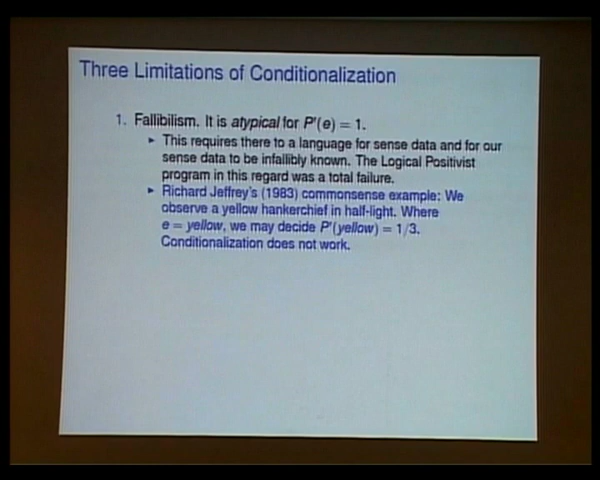 Three Limitations of Conditionalization
1. Fallibilism. It is atypical for P'(e) = 1.
▸ This requires there to a language for sense data and for our
sense data to be infallibly known. The Logical Positivist
program in this regard was a total failure.
▸ Richard Jeffrey's (1983) commonsense example: We
observe a yellow hankerchief in half-light. Where
e = yellow, we may decide P'(yellow) = 1/3.
Conditionalization does not work.